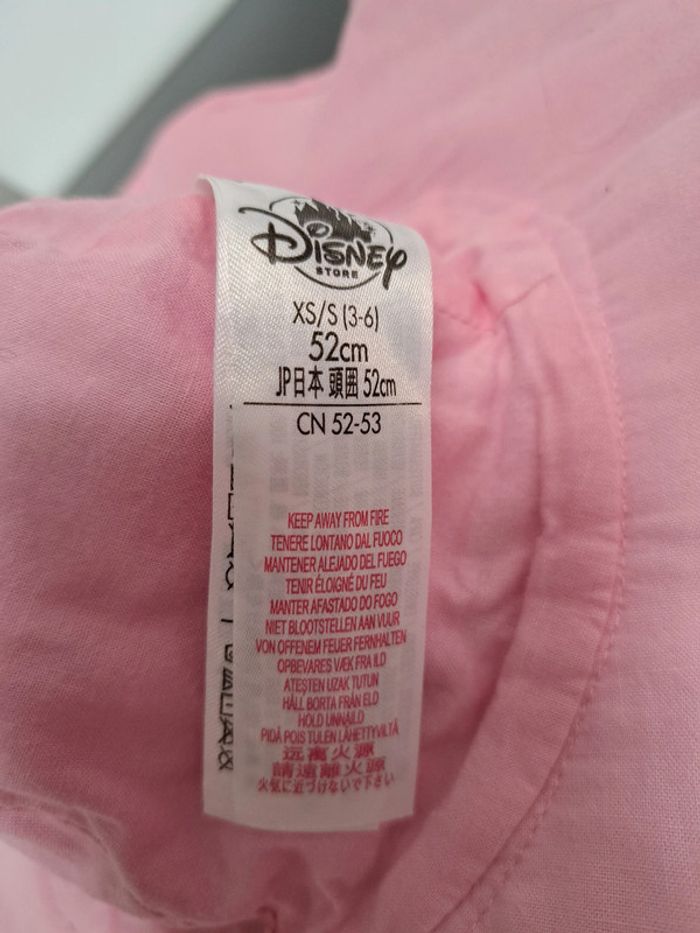 Disney
STORE
XS/S (3-6)
52cm
JP日本 頭囲 52cm
CN 52-53
KEEP AWAY FROM FIRE
TENERE LONTANO DAL FUOCO
MANTENER ALEJADO DEL FUEGO
TENIR ÉLOIGNÉ DU FEU
MANTER AFASTADO DO FOGO
NIET BLOOTSTELLEN AAN VUUR
VON OFFENEM FEUER FERNHALTEN
OPBEVARES VÆK FRA ILD
ATEŞTEN UZAK TUTUN
HÅLL BORTA FRÅN ELD
HOLD UNNA ILD
PIDÄ POIS TULEN LÄHETTYVILTÄ
远离火源
請遠離火源
火気に近づけないで下さい